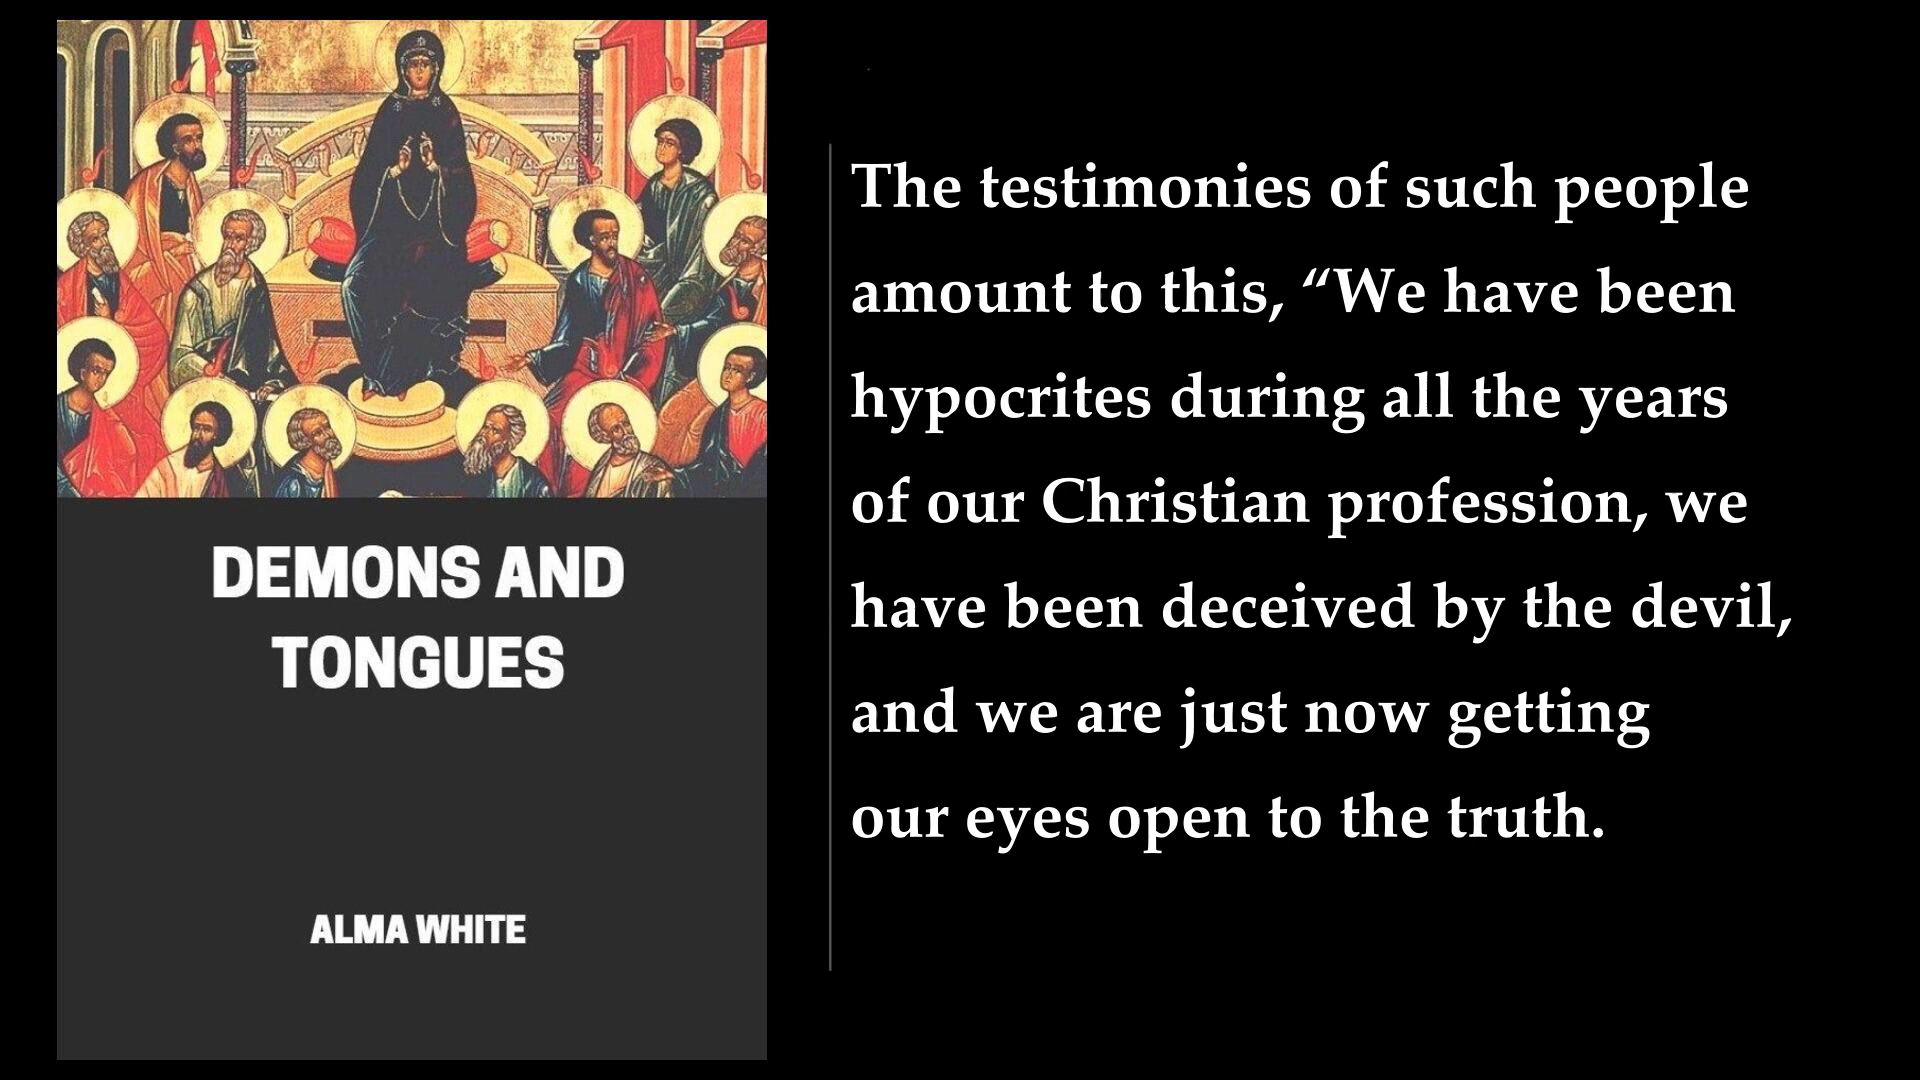 DEMONS AND
TONGUES
ALMA WHITE
The testimonies of such people
amount to this, “We have been
hypocrites during all the years
of our Christian profession, we
have been deceived by the devil,
and we are just now getting
our eyes open to the truth.